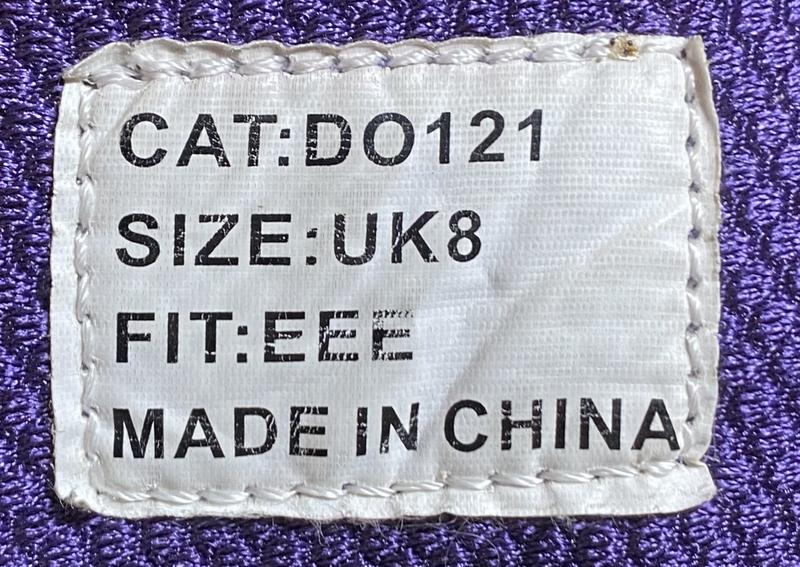 CAT:DO121
SIZE:UK8
FIT:EEE
MADE IN CHINA